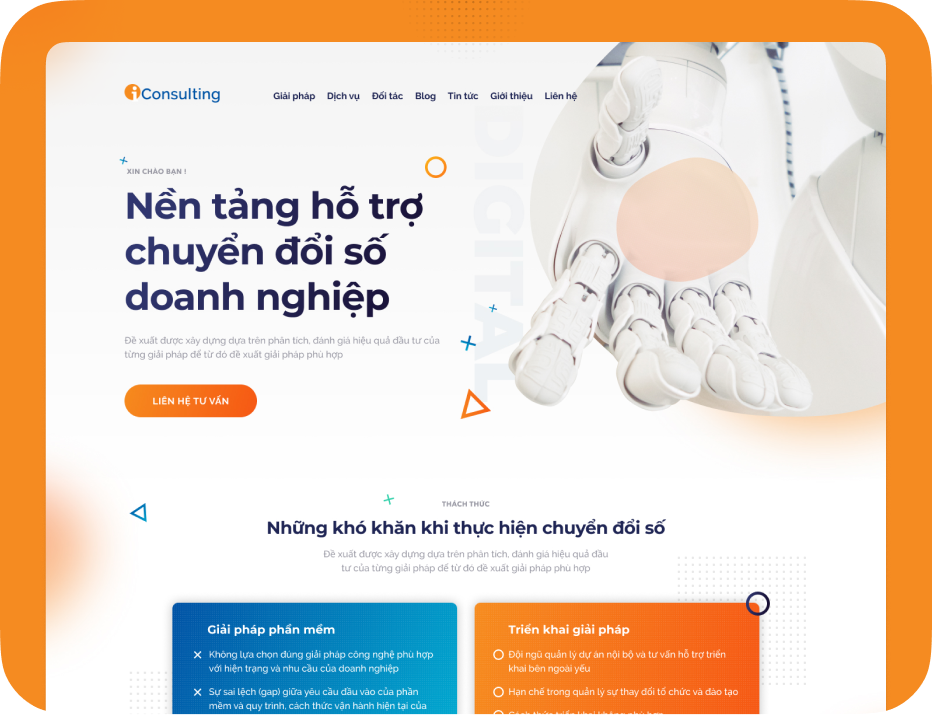 iConsulting
Giải pháp Dịch vụ Đối tác Blog Tin tức Giới thiệu Liên hệ
XIN CHÀO BẠN !
Nền tảng hỗ trợ
chuyển đổi số
doanh nghiệp
Đề xuất được xây dựng dựa trên phân tích, đánh giá hiệu quả đầu tư của
từng giải pháp để từ đó đề xuất giải pháp phù hợp
LIÊN HỆ TƯ VẤN
DIGITAL
THÁCH THỨC
Những khó khăn khi thực hiện chuyển đổi số
Đề xuất được xây dựng dựa trên phân tích, đánh giá hiệu quả đầu
tư của từng giải pháp để từ đó đề xuất giải pháp phù hợp
Giải pháp phần mềm
Không lựa chọn đúng giải pháp công nghệ phù hợp
với hiện trạng và nhu cầu của doanh nghiệp
Sự sai lệch (gap) giữa yêu cầu đầu vào của phần
mềm và quy trình, cách thức vận hành hiện tại của
Triển khai giải pháp
Đội ngũ quản lý dự án nội bộ và tư vấn hỗ trợ triển
khai bên ngoài yếu
Hạn chế trong quản lý sự thay đổi tổ chức và đào tạo